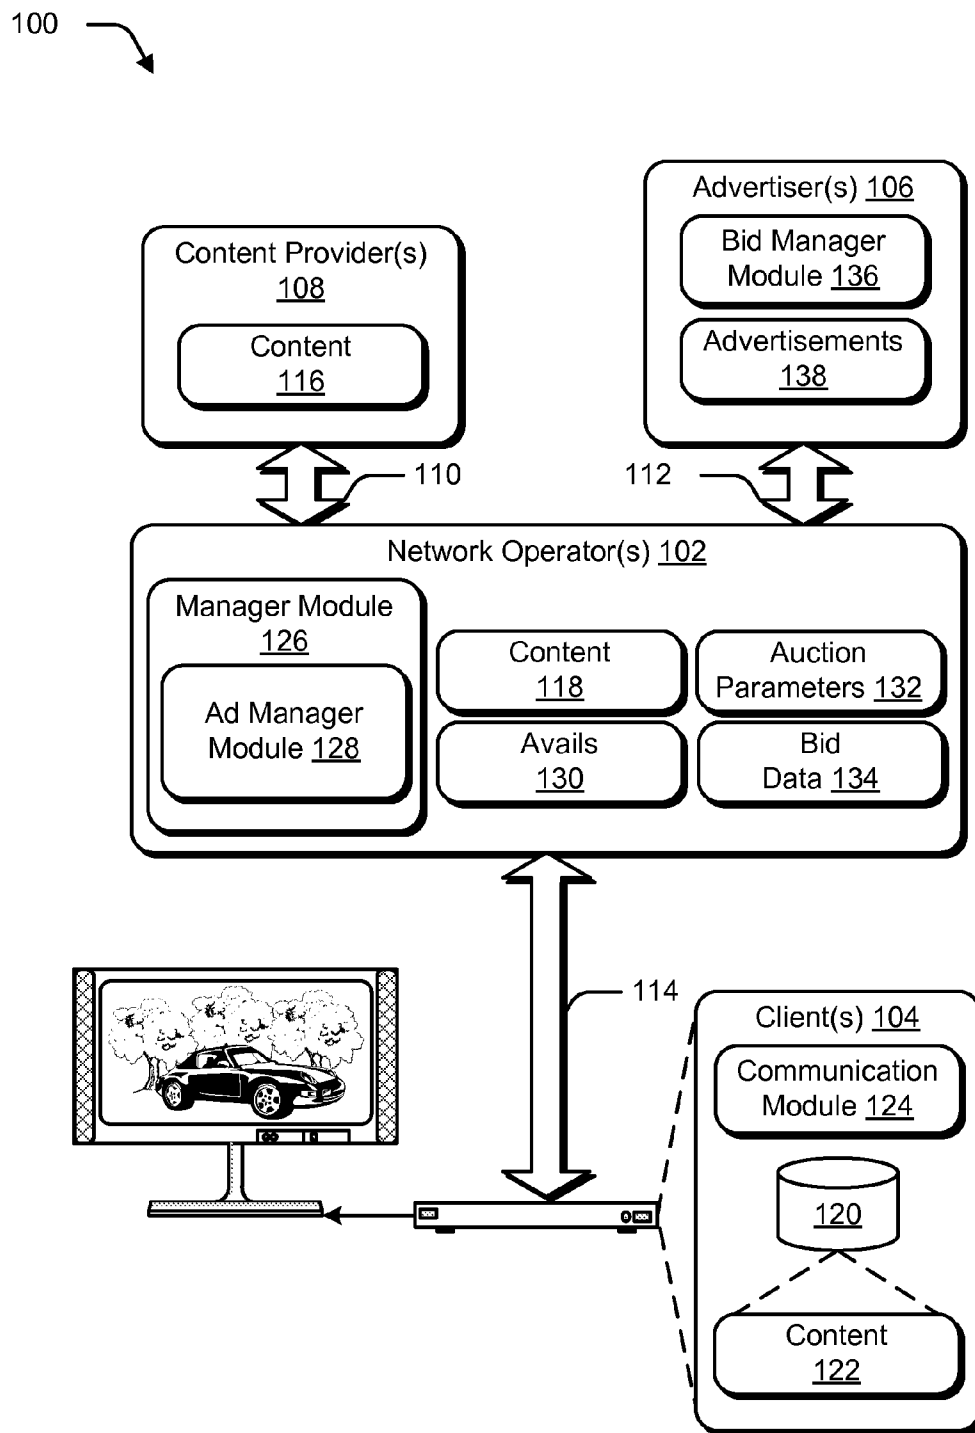 100
Advertiser(s) 106
Bid Manager
Module 136
Advertisements
138
Content Provider(s)
108
Content
116
110
112
Network Operator(s) 102
Manager Module
126
Ad Manager
Module 128
Content
118
Auction
Parameters 132
Avails
130
Bid
Data 134
114
Client(s) 104
Communication
Module 124
120
Content
122